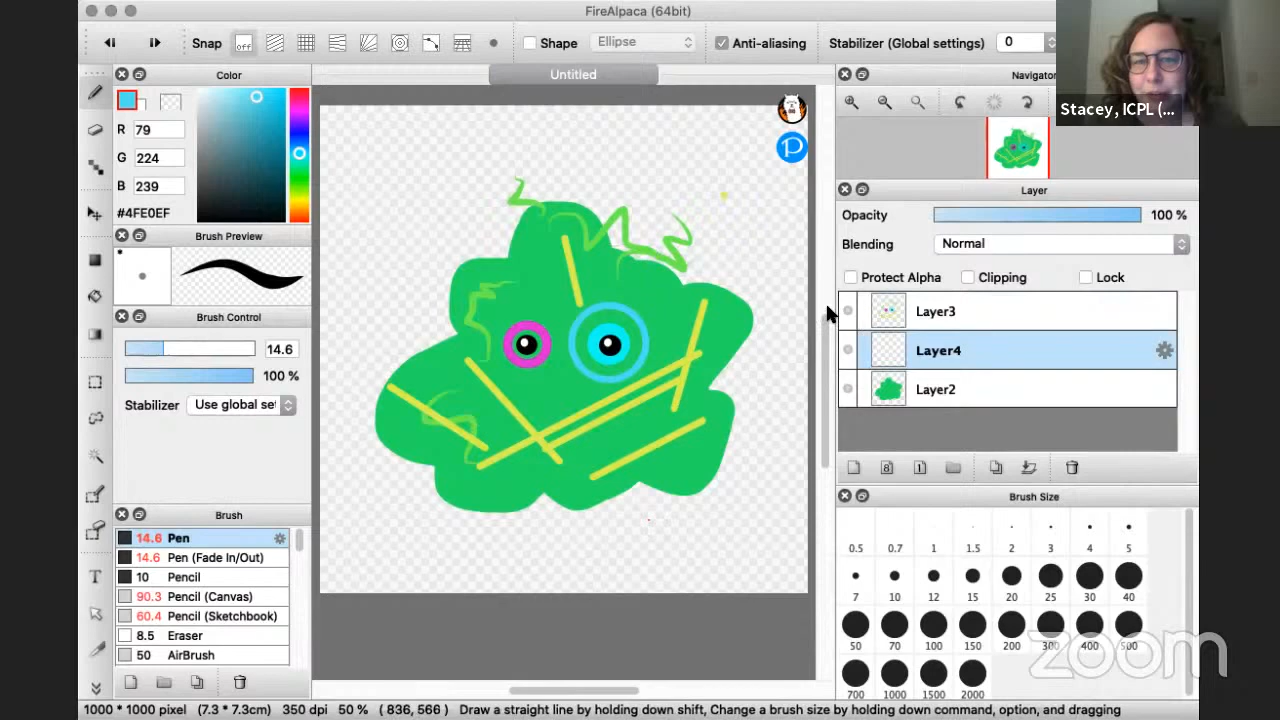 FireAlpaca (64bit)
Snap off Shape Ellipse Anti-aliasing Stabilizer (Global settings) 0
Stacey, ICPL (...
Color Untitled Navigato
R 79
G 224
B 239
#4FE0EF
Brush Preview
Brush Control
14.6
100 %
Stabilizer Use global set
Brush
14.6 Pen
14.6 Pen (Fade In/Out)
10 Pencil
90.3 Pencil (Canvas)
60.4 Pencil (Sketchbook)
8.5 Eraser
50 AirBrush
T
P
Layer
Opacity 100 %
Blending Normal
Protect Alpha Clipping Lock
Layer3
Layer4
Layer2
8 1
Brush Size
0.5 0.7 1 1.5 2 3 4 5
7 10 12 15 20 25 30 40
50 70 100 150 200 300 400 500
700 1000 1500 2000
zoom
1000 * 1000 pixel (7.3 * 7.3cm) 350 dpi 50 % ( 836, 566 ) Draw a straight line by holding down shift, Change a brush size by holding down command, option, and dragging